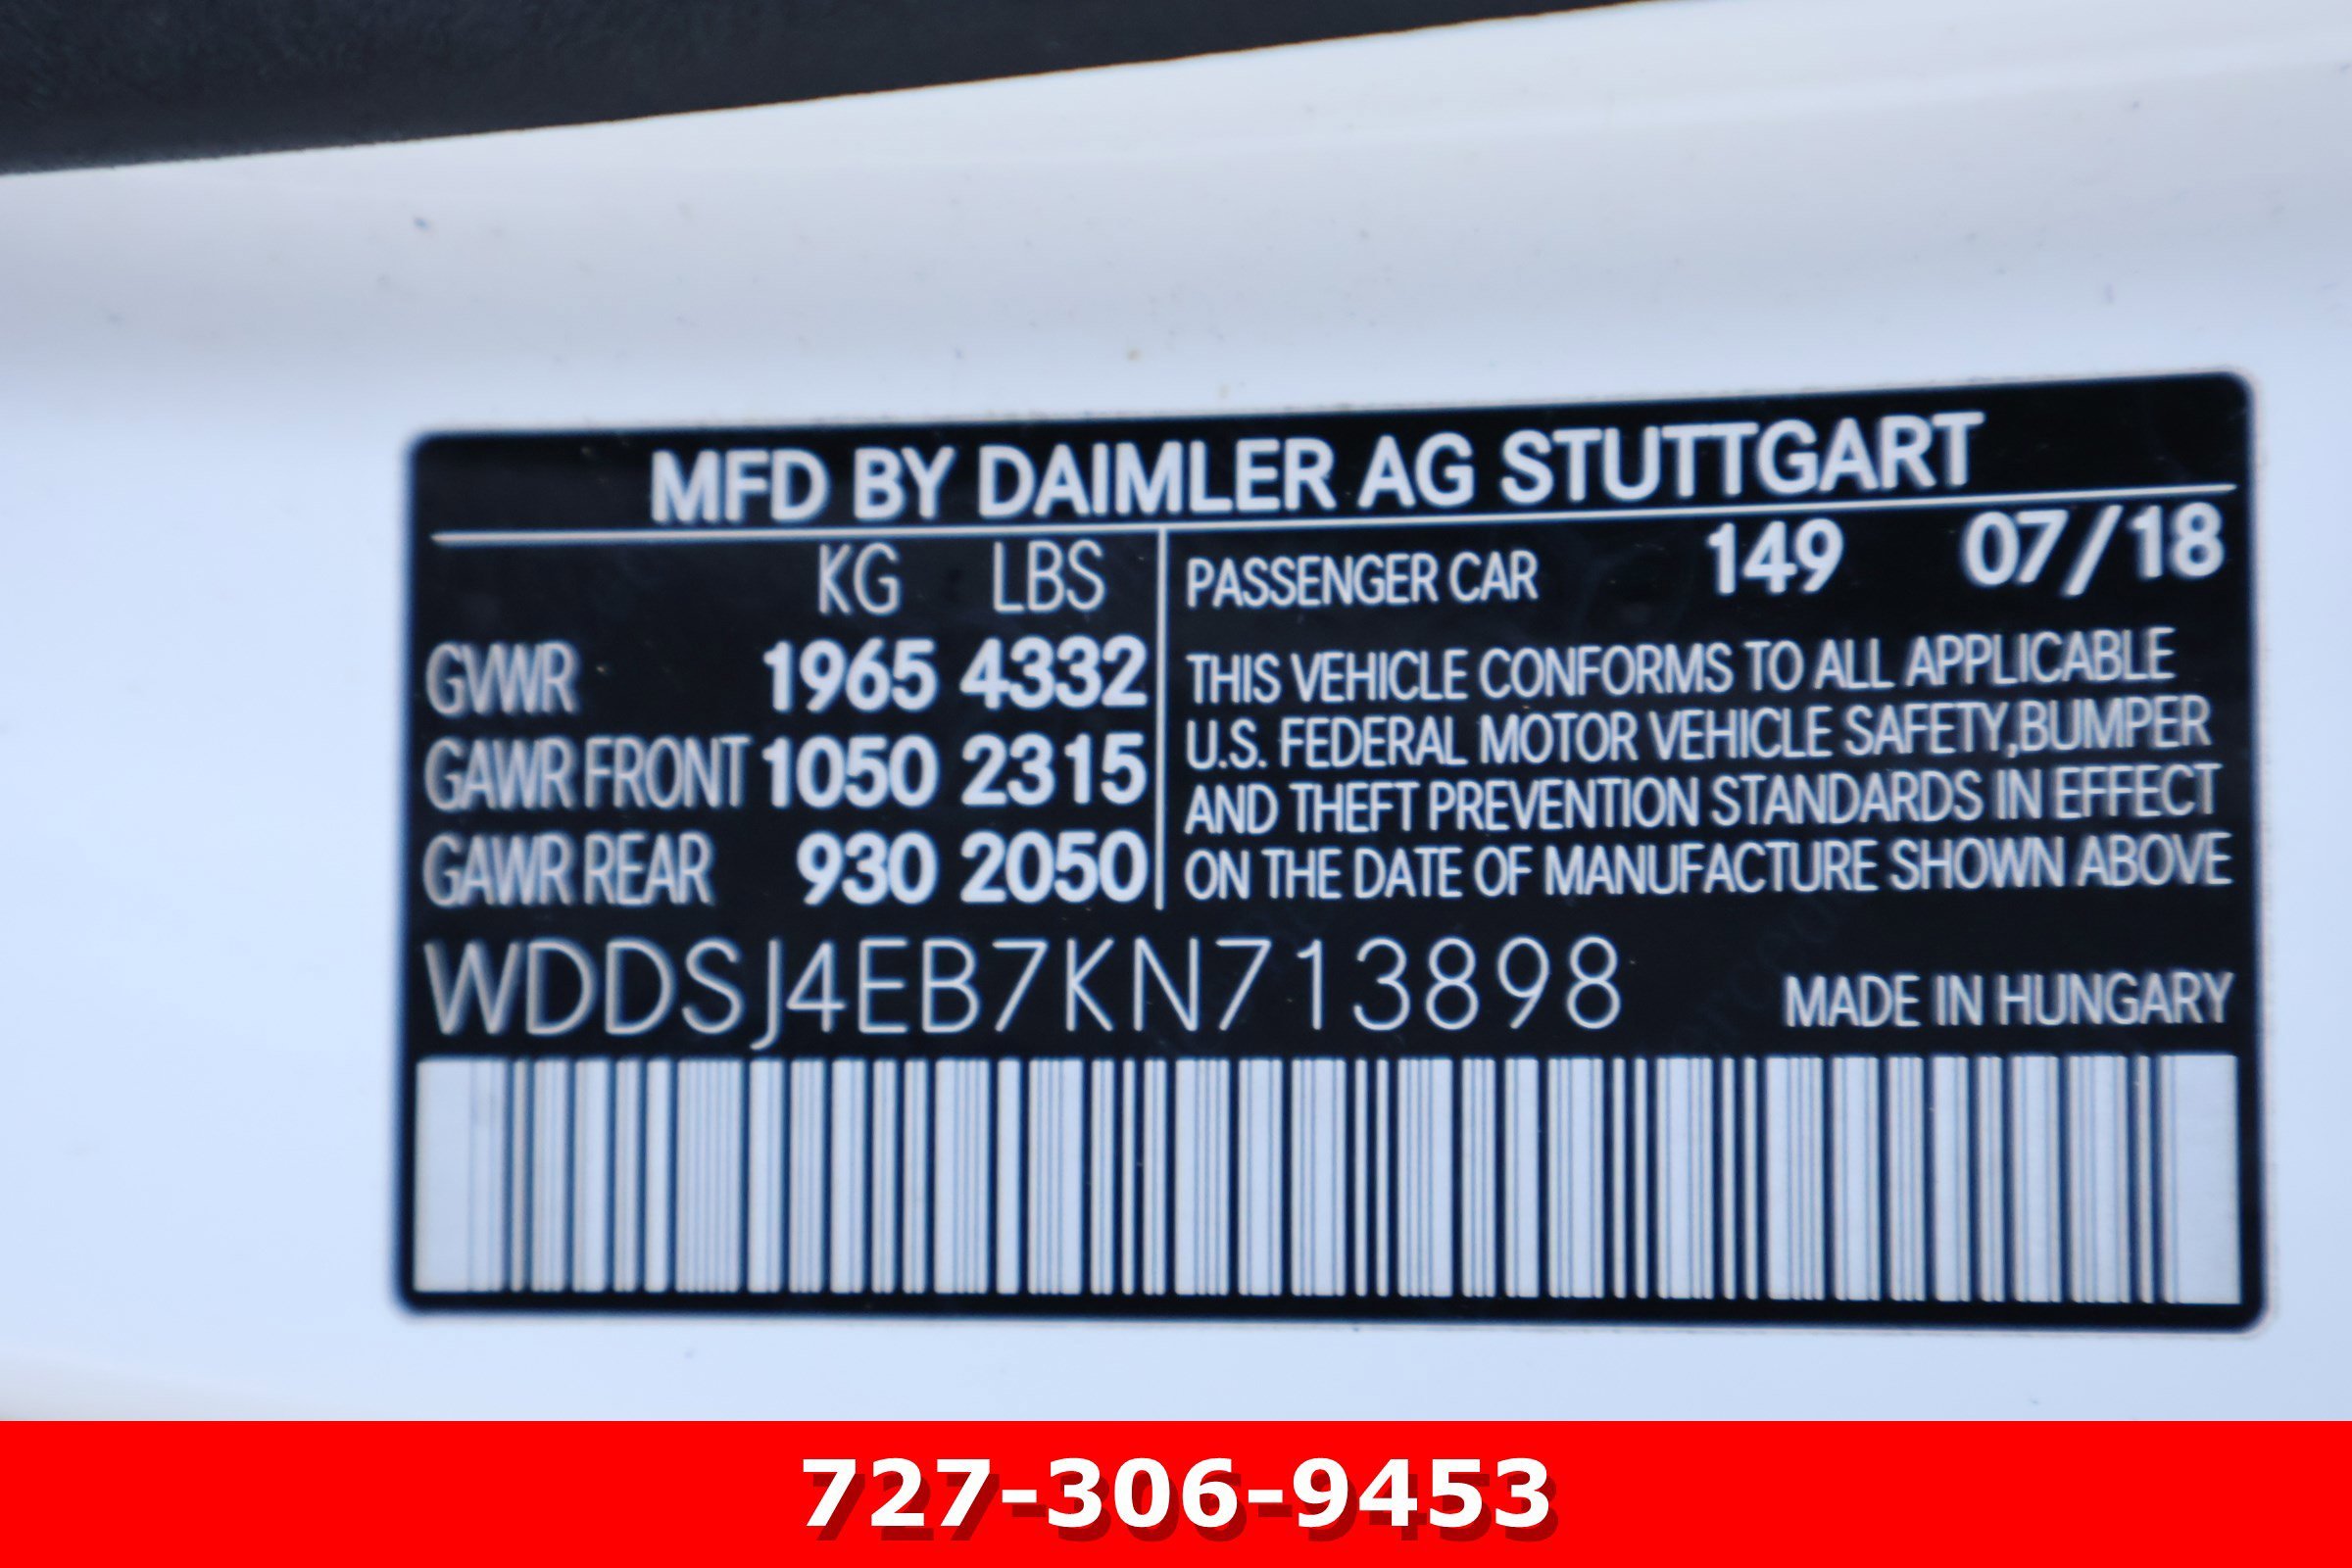 MFD BY DAIMLER AG STUTTGART
KG LBS
GVWR 1965 4332
GAWR FRONT 1050 2315
GAWR REAR 930 2050
PASSENGER CAR 149 07/18
THIS VEHICLE CONFORMS TO ALL APPLICABLE
U.S. FEDERAL MOTOR VEHICLE SAFETY,BUMPER
AND THEFT PREVENTION STANDARDS IN EFFECT
ON THE DATE OF MANUFACTURE SHOWN ABOVE
WDDSJ4EB7KN713898 MADE IN HUNGARY
727-306-9453